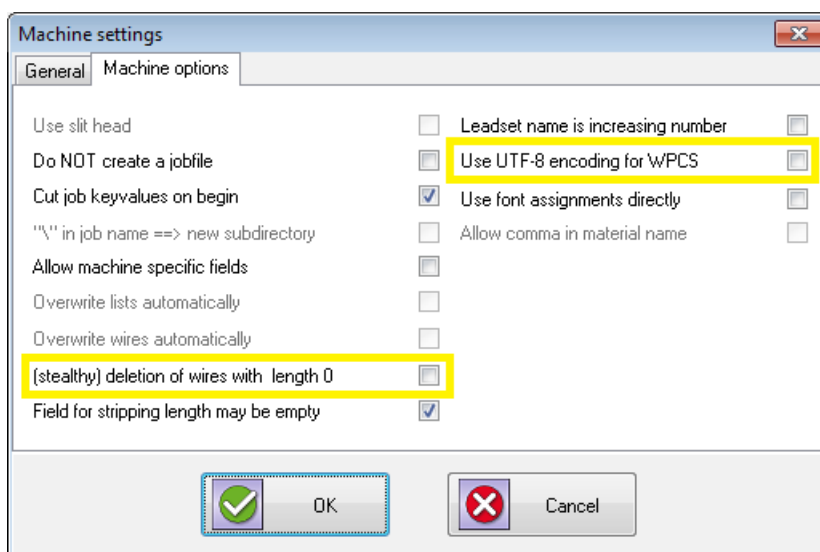 Machine settings
General
Machine options
Use slit head
Do NOT create a jobfile
Cut job keyvalues on begin
"\" in job name ==> new subdirectory
Allow machine specific fields
Overwrite lists automatically
Overwrite wires automatically
(stealthy) deletion of wires with length 0
Field for stripping length may be empty
Leadset name is increasing number
Use UTF-8 encoding for WPCS
Use font assignments directly
Allow comma in material name
OK
Cancel